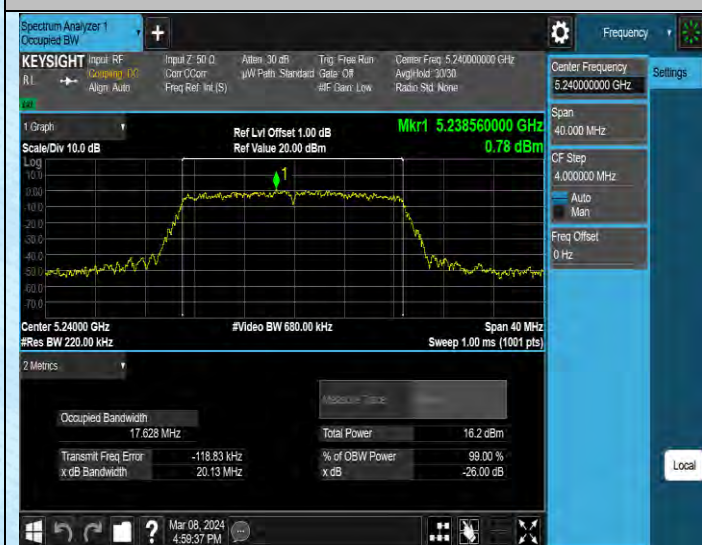 Spectrum Analyzer 1
Occupied BW
+
Frequency
KEYSIGHT
RL
Input: RF
Coupling: DC
Align: Auto
Input Z: 50 Ω
Corr CCorr
Freq Ref: Int (S)
Atten: 30 dB
µW Path: Standard
Trig: Free Run
Gate: Off
#IF Gain: Low
Center Freq: 5.240000000 GHz
Avg|Hold: 30/30
Radio Std: None
Center Frequency
5.240000000 GHz
Settings
Span
40.000 MHz
CF Step
4.000000 MHz
Auto
Man
Freq Offset
0 Hz
1 Graph
Scale/Div 10.0 dB
Ref Lvl Offset 1.00 dB
Ref Value 20.00 dBm
Mkr1 5.238560000 GHz
0.78 dBm
Log
10.0
0.00
-10.0
-20.0
-30.0
-40.0
-50.0
-60.0
-70.0
1
Center 5.24000 GHz
#Res BW 220.00 kHz
#Video BW 680.00 kHz
Span 40 MHz
Sweep 1.00 ms (1001 pts)
2 Metrics
Measure Trace
Occupied Bandwidth
17.628 MHz
Total Power 16.2 dBm
Transmit Freq Error -118.83 kHz
% of OBW Power 99.00 %
x dB Bandwidth 20.13 MHz
x dB -26.00 dB
Local
?
Mar 08, 2024
4:59:37 PM